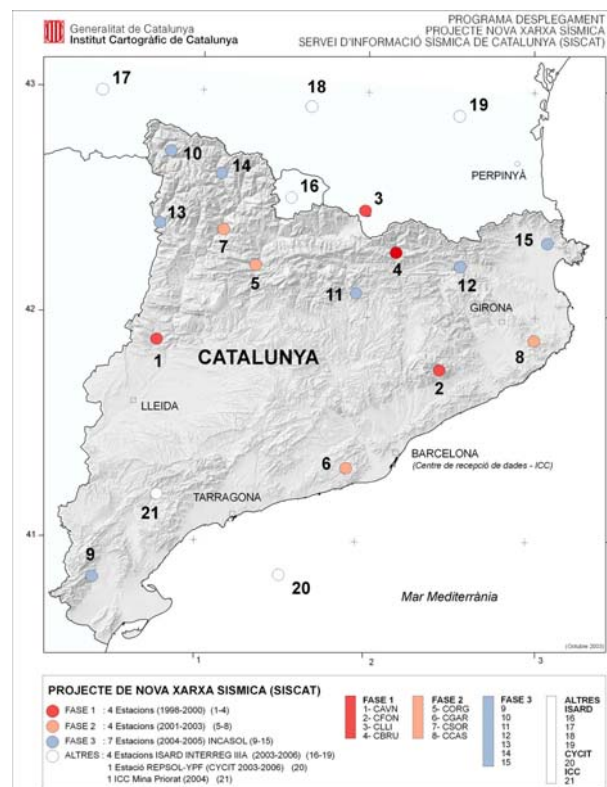 Generalitat de Catalunya
Institut Cartogràfic de Catalunya
PROGRAMA DESPLEGAMENT
PROJECTE NOVA XARXA SÍSMICA
SERVEI D'INFORMACIÓ SÍSMICA DE CATALUNYA (SISCAT)
43
17
18
19
10
14
16
PERPINYÀ
3
13
7
15
5
4
11
12
42
GIRONA
1
CATALUNYA
8
2
LLEIDA
6
BARCELONA
(Centre de recepció de dades - ICC)
21
TARRAGONA
41
9
20
Mar Mediterrània
(Octubre 2003)
1
2
3
PROJECTE DE NOVA XARXA SISMICA (SISCAT)
FASE 1 : 4 Estacions (1998-2000) (1-4)
FASE 2 : 4 Estacions (2001-2003) (5-8)
FASE 3 : 7 Estacions (2004-2005) INCASOL (9-15)
ALTRES : 4 Estacions ISARD INTERREG IIIA (2003-2006) (16-19)
1 Estació REPSOL-YPF (CYCIT 2003-2006) (20)
1 ICC Mina Priorat (2004) (21)
FASE 1
1- CAVN
2- CFON
3- CLLI
4- CBRU
FASE 2
5- CORG
6- CGAR
7- CSOR
8- CCAS
FASE 3
9
10
11
12
13
14
15
ALTRES
ISARD
16
17
18
19
CYCIT
20
ICC
21